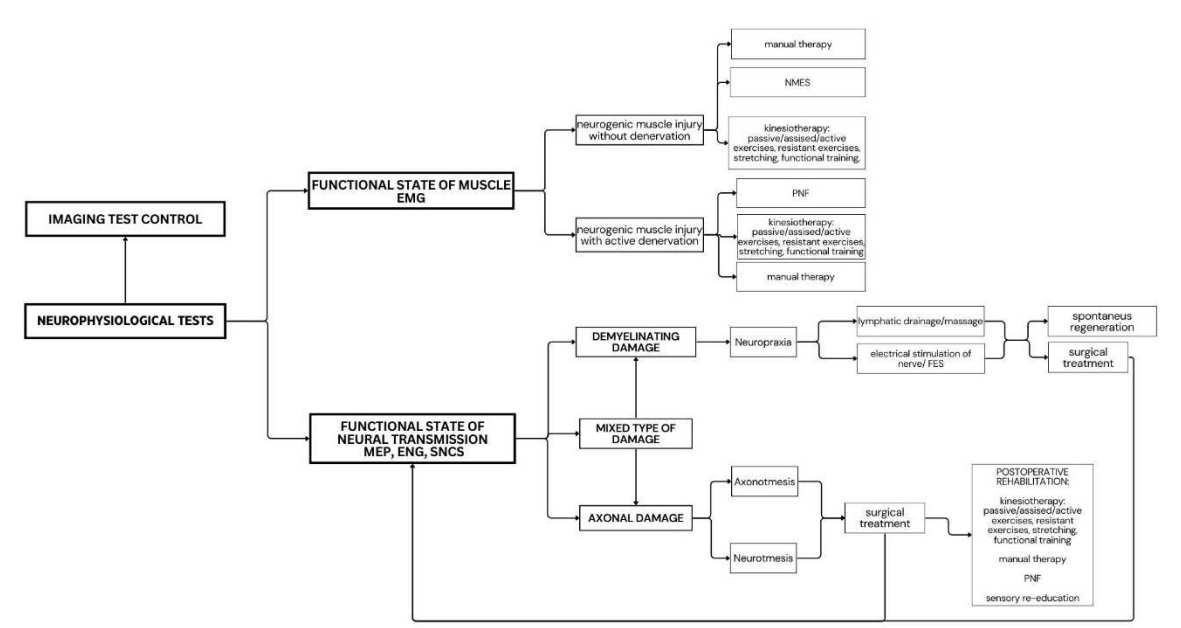 manual therapy
NMES
kinesiotherapy:
passive/assised/active
exercises, resistant exercises,
stretching, functional training,
neurogenic muscle injury
without denervation
FUNCTIONAL STATE OF MUSCLE
EMG
PNF
kinesiotherapy:
passive/assised/active
exercises, resistant exercises,
stretching, functional training
manual therapy
neurogenic muscle injury
with active denervation
IMAGING TEST CONTROL
NEUROPHYSIOLOGICAL TESTS
DEMYELINATING
DAMAGE
Neuropraxia
lymphatic drainage/massage
electrical stimulation of
nerve/ FES
spontaneus
regeneration
surgical
treatment
FUNCTIONAL STATE OF
NEURAL TRANSMISSION
MEP, ENG, SNCS
MIXED TYPE OF
DAMAGE
AXONAL DAMAGE
Axonotmesis
Neurotmesis
surgical
treatment
POSTOPERATIVE
REHABILITATION:
kinesiotherapy:
passive/assised/active
exercises, resistant
exercises, stretching,
functional training
manual therapy
PNF
sensory re-education